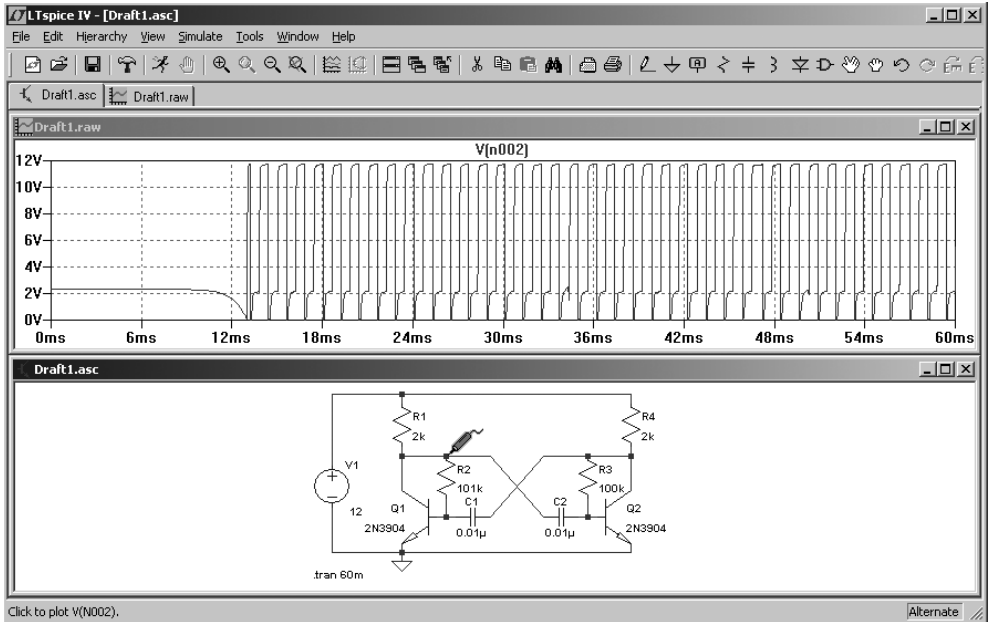 LTspice IV - [Draft1.asc]
File Edit Hierarchy View Simulate Tools Window Help
Draft1.asc Draft1.raw
Draft1.raw
V(n002)
12V
10V
8V
6V
4V
2V
0V
0ms 6ms 12ms 18ms 24ms 30ms 36ms 42ms 48ms 54ms 60ms
Draft1.asc
R1
2k
R4
2k
V1
12
R2
101k
R3
100k
Q1
2N3904
C1
0.01µ
C2
0.01µ
Q2
2N3904
.tran 60m
Click to plot V(N002). Alternate